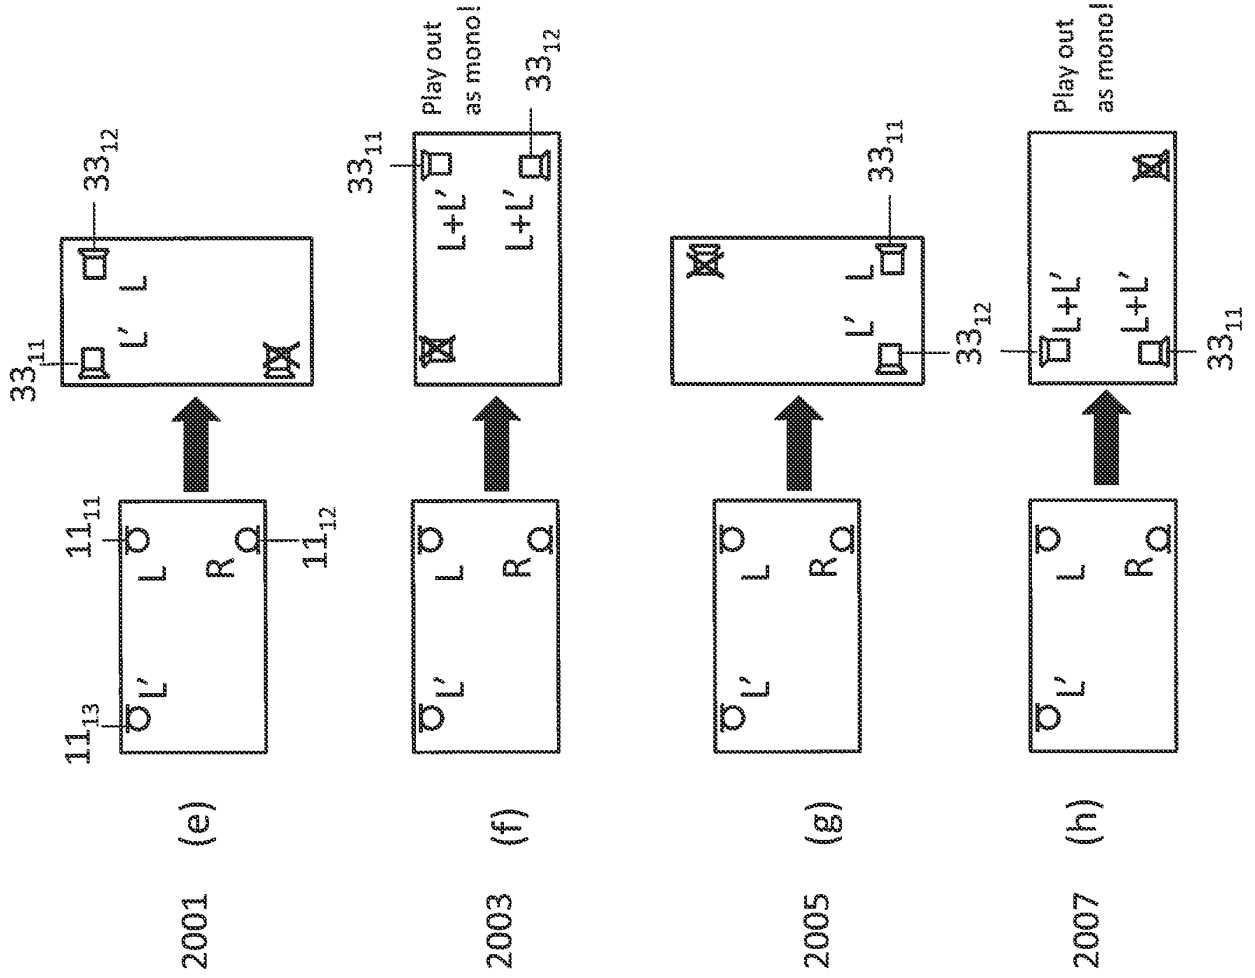 2001 (e)
11₁₃ L' L 11₁₁
R 11₁₂
33₁₁ L' L 33₁₂
2003 (f)
L' L
R
33₁₁
L+L'
L+L'
33₁₂
Play out
as mono!
2005 (g)
L' L
R
L' L
33₁₂ 33₁₁
2007 (h)
L' L
R
L+L'
L+L'
33₁₁
Play out
as mono!